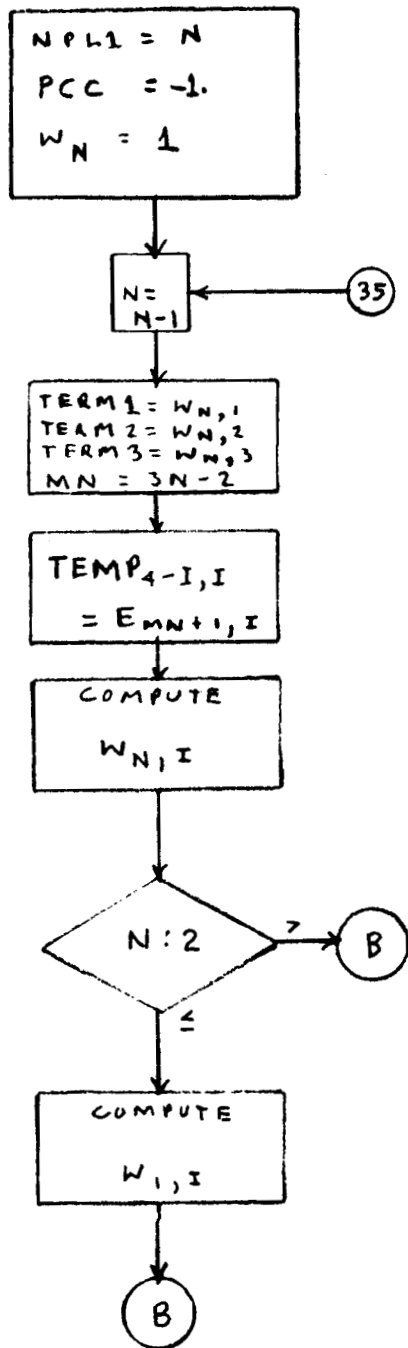 NPL1 = N
PCC = -1.
W_N = 1
N =
N-1
35
TERM1 = W_N,1
TERM2 = W_N,2
TERM3 = W_N,3
MN = 3N-2
TEMP_4-I,I
= E_MN+1,I
COMPUTE
W_N,I
N : 2
>
B
≤
COMPUTE
W_1,I
B